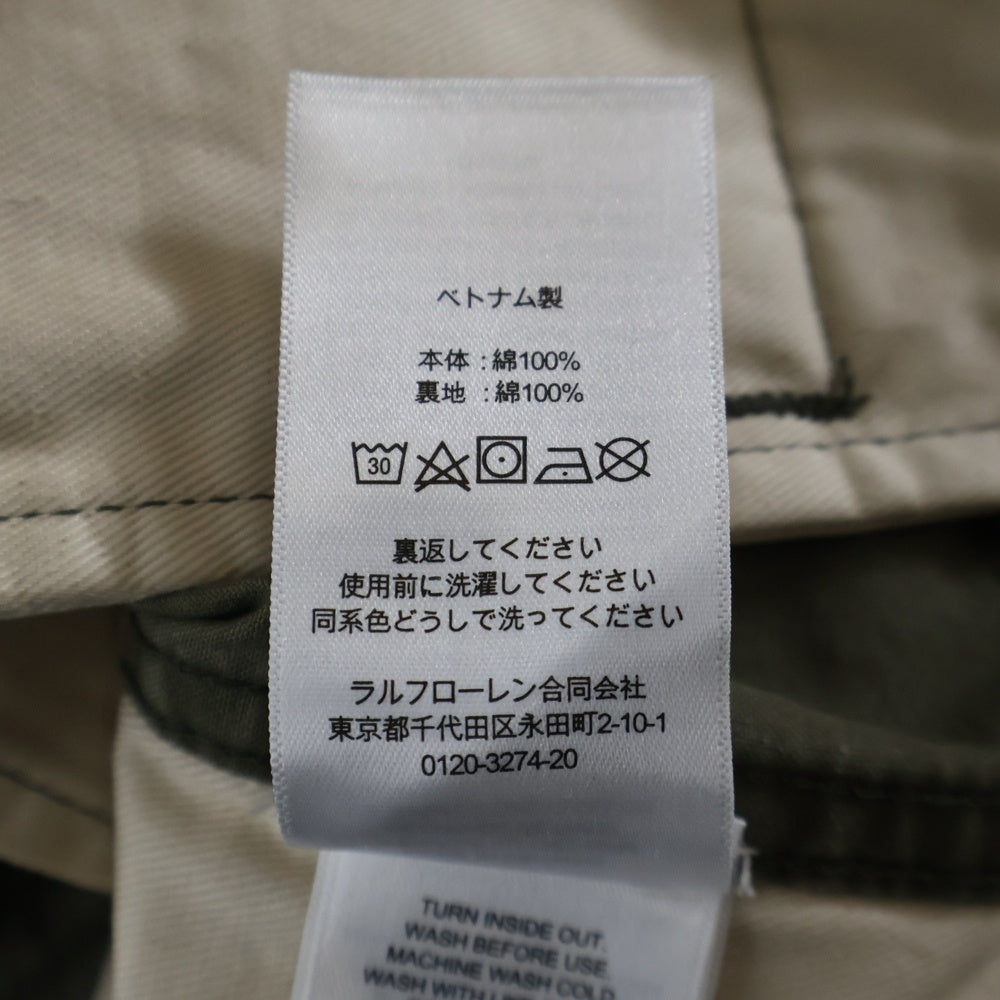 ベトナム製
本体 :綿100%
裏地 :綿100%
30
裏返してください
使用前に洗濯してください
同系色どうしで洗ってください
ラルフローレン合同会社
東京都千代田区永田町2-10-1
0120-3274-20
TURN INSIDE OUT.
WASH BEFORE USE.
MACHINE WASH COLD.
WASH WITH